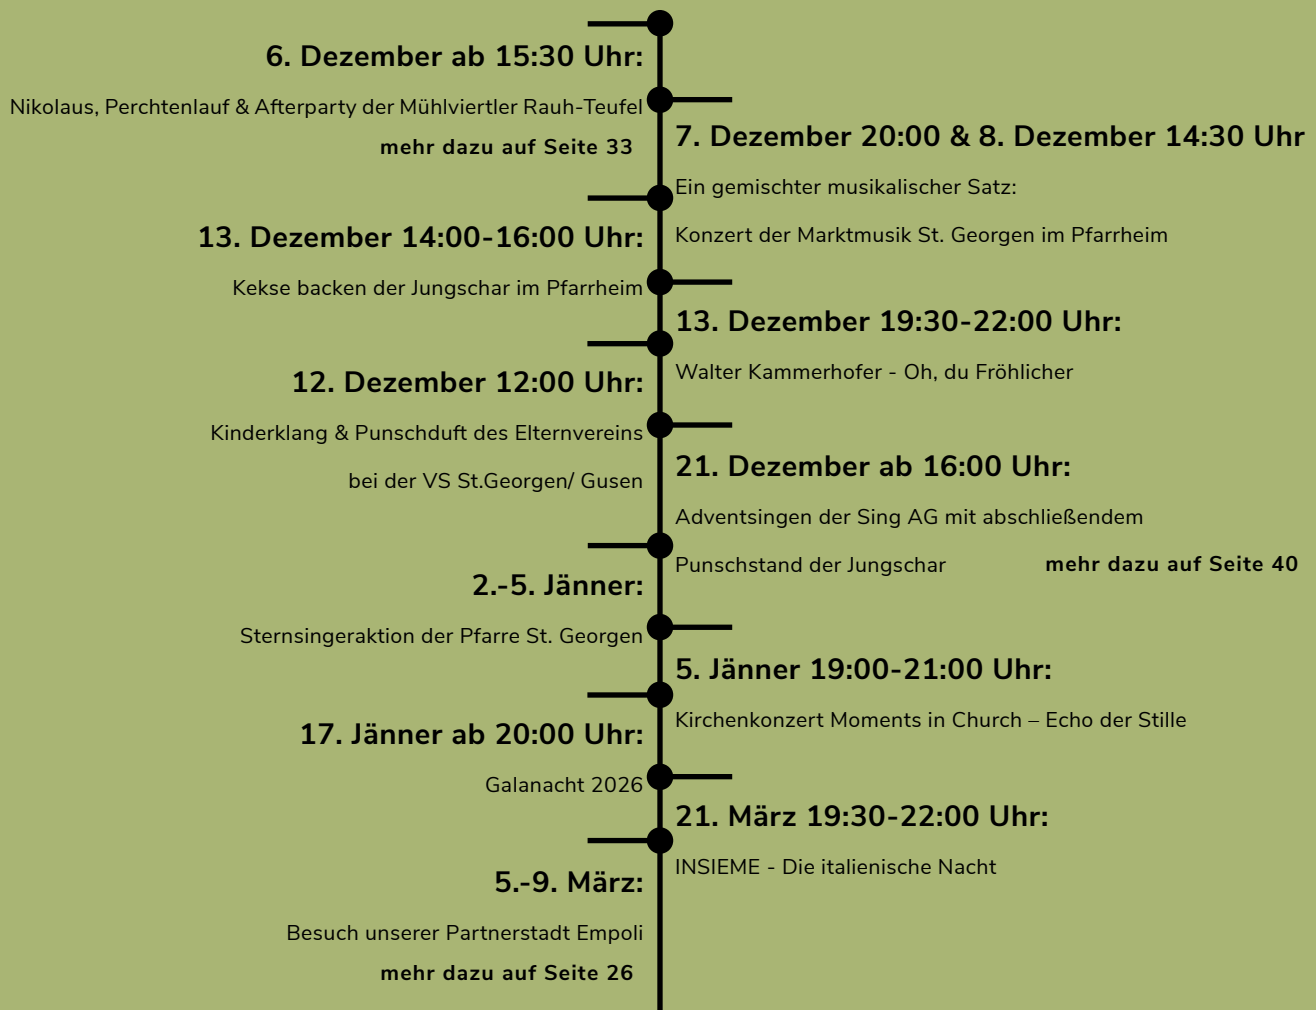 6. Dezember ab 15:30 Uhr:
Nikolaus, Perchtenlauf & Afterparty der Mühlviertler Rauh-Teufel
mehr dazu auf Seite 33
7. Dezember 20:00 & 8. Dezember 14:30 Uhr
Ein gemischter musikalischer Satz:
Konzert der Marktmusik St. Georgen im Pfarrheim
13. Dezember 14:00-16:00 Uhr:
Kekse backen der Jungschar im Pfarrheim
13. Dezember 19:30-22:00 Uhr:
Walter Kammerhofer - Oh, du Fröhlicher
12. Dezember 12:00 Uhr:
Kinderklang & Punschduft des Elternvereins
bei der VS St.Georgen/ Gusen
21. Dezember ab 16:00 Uhr:
Adventsingen der Sing AG mit abschließendem
Punschstand der Jungschar mehr dazu auf Seite 40
2.-5. Jänner:
Sternsingeraktion der Pfarre St. Georgen
5. Jänner 19:00-21:00 Uhr:
Kirchenkonzert Moments in Church – Echo der Stille
17. Jänner ab 20:00 Uhr:
Galanacht 2026
21. März 19:30-22:00 Uhr:
INSIEME - Die italienische Nacht
5.-9. März:
Besuch unserer Partnerstadt Empoli
mehr dazu auf Seite 26